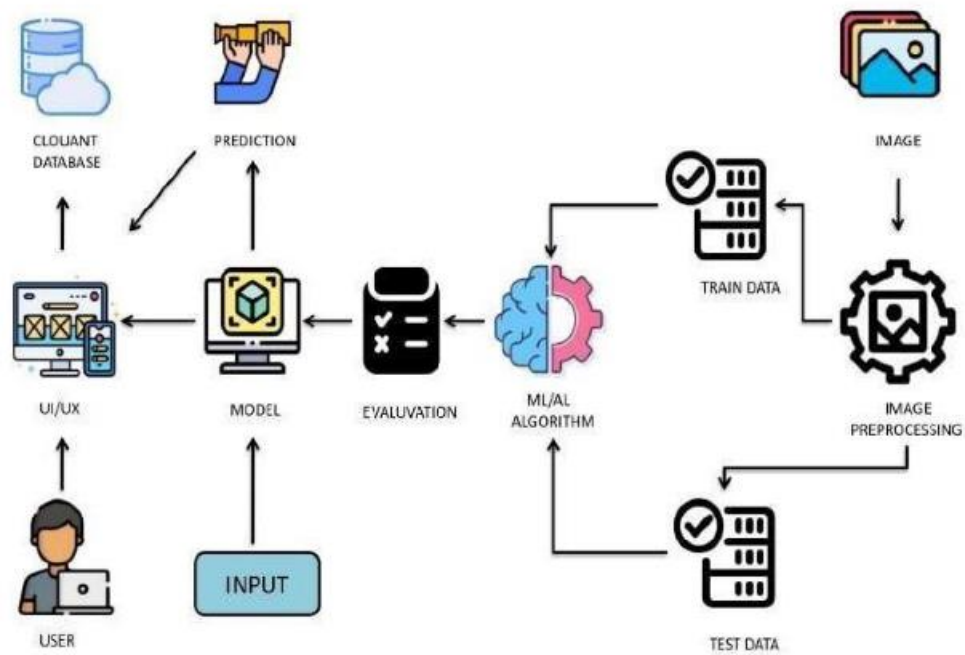 CLOUANT
DATABASE
PREDICTION
IMAGE
TRAIN DATA
UI/UX
MODEL
EVALUVATION
ML/AL
ALGORITHM
IMAGE
PREPROCESSING
INPUT
USER
TEST DATA